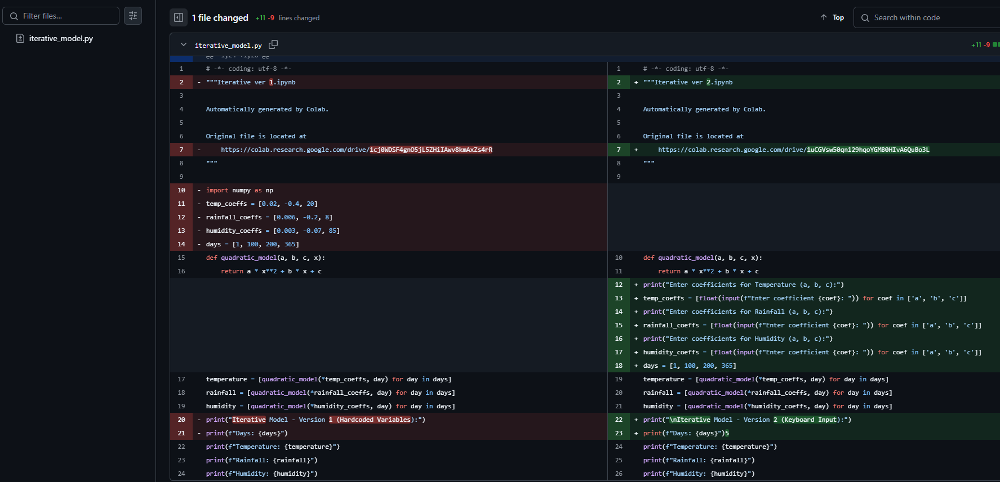 Filter files...
iterative_model.py
1 file changed +11 -9 lines changed
Top
Search within code
iterative_model.py
+11 -9
1 # -*- coding: utf-8 -*-
2 - """Iterative ver 1.ipynb
3
4 Automatically generated by Colab.
5
6 Original file is located at
7 - https://colab.research.google.com/drive/1cj0WDSF4gnO5jL5ZHiIAwv8kmAxZs4rR
8 """
9
10 - import numpy as np
11 - temp_coeffs = [0.02, -0.4, 20]
12 - rainfall_coeffs = [0.006, -0.2, 8]
13 - humidity_coeffs = [0.003, -0.07, 85]
14 - days = [1, 100, 200, 365]
15 def quadratic_model(a, b, c, x):
16 return a * x**2 + b * x + c
17 temperature = [quadratic_model(*temp_coeffs, day) for day in days]
18 rainfall = [quadratic_model(*rainfall_coeffs, day) for day in days]
19 humidity = [quadratic_model(*humidity_coeffs, day) for day in days]
20 - print("Iterative Model - Version 1 (Hardcoded Variables):")
21 - print(f"Days: {days}")
22 print(f"Temperature: {temperature}")
23 print(f"Rainfall: {rainfall}")
24 print(f"Humidity: {humidity}")
1 # -*- coding: utf-8 -*-
2 + """Iterative ver 2.ipynb
3
4 Automatically generated by Colab.
5
6 Original file is located at
7 + https://colab.research.google.com/drive/1uCGVsw50qn129hqoYGMB0HIvA6QuBo3L
8 """
9
10 def quadratic_model(a, b, c, x):
11 return a * x**2 + b * x + c
12 + print("Enter coefficients for Temperature (a, b, c):")
13 + temp_coeffs = [float(input(f"Enter coefficient {coef}: ")) for coef in ['a', 'b', 'c']]
14 + print("Enter coefficients for Rainfall (a, b, c):")
15 + rainfall_coeffs = [float(input(f"Enter coefficient {coef}: ")) for coef in ['a', 'b', 'c']]
16 + print("Enter coefficients for Humidity (a, b, c):")
17 + humidity_coeffs = [float(input(f"Enter coefficient {coef}: ")) for coef in ['a', 'b', 'c']]
18 + days = [1, 100, 200, 365]
19 temperature = [quadratic_model(*temp_coeffs, day) for day in days]
20 rainfall = [quadratic_model(*rainfall_coeffs, day) for day in days]
21 humidity = [quadratic_model(*humidity_coeffs, day) for day in days]
22 + print("\nIterative Model - Version 2 (Keyboard Input):")
23 + print(f"Days: {days}")5
24 print(f"Temperature: {temperature}")
25 print(f"Rainfall: {rainfall}")
26 print(f"Humidity: {humidity}")